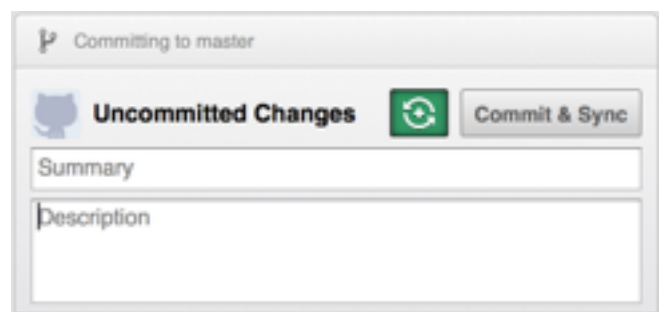 Committing to master
Uncommitted Changes
Commit & Sync
Summary
Description